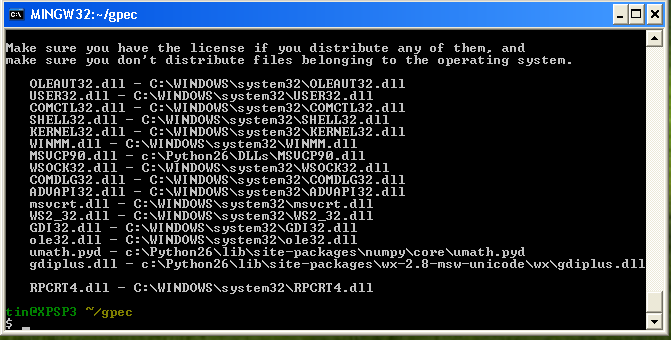 MINGW32:~/gpec
Make sure you have the license if you distribute any of them, and
make sure you don't distribute files belonging to the operating system.
OLEAUT32.dll - C:\WINDOWS\system32\OLEAUT32.dll
USER32.dll - C:\WINDOWS\system32\USER32.dll
COMCTL32.dll - C:\WINDOWS\system32\COMCTL32.dll
SHELL32.dll - C:\WINDOWS\system32\SHELL32.dll
KERNEL32.dll - C:\WINDOWS\system32\KERNEL32.dll
WINMM.dll - C:\WINDOWS\system32\WINMM.dll
MSVCP90.dll - c:\Python26\DLLs\MSVCP90.dll
WSOCK32.dll - C:\WINDOWS\system32\WSOCK32.dll
COMDLG32.dll - C:\WINDOWS\system32\COMDLG32.dll
ADVAPI32.dll - C:\WINDOWS\system32\ADVAPI32.dll
msvcrt.dll - C:\WINDOWS\system32\msvcrt.dll
WS2_32.dll - C:\WINDOWS\system32\WS2_32.dll
GDI32.dll - C:\WINDOWS\system32\GDI32.dll
ole32.dll - C:\WINDOWS\system32\ole32.dll
umath.pyd - c:\Python26\lib\site-packages\numpy\core\umath.pyd
gdiplus.dll - c:\Python26\lib\site-packages\wx-2.8-msw-unicode\wx\gdiplus.dll
RPCRT4.dll - C:\WINDOWS\system32\RPCRT4.dll
tin@XPSP3 ~/gpec
$ _